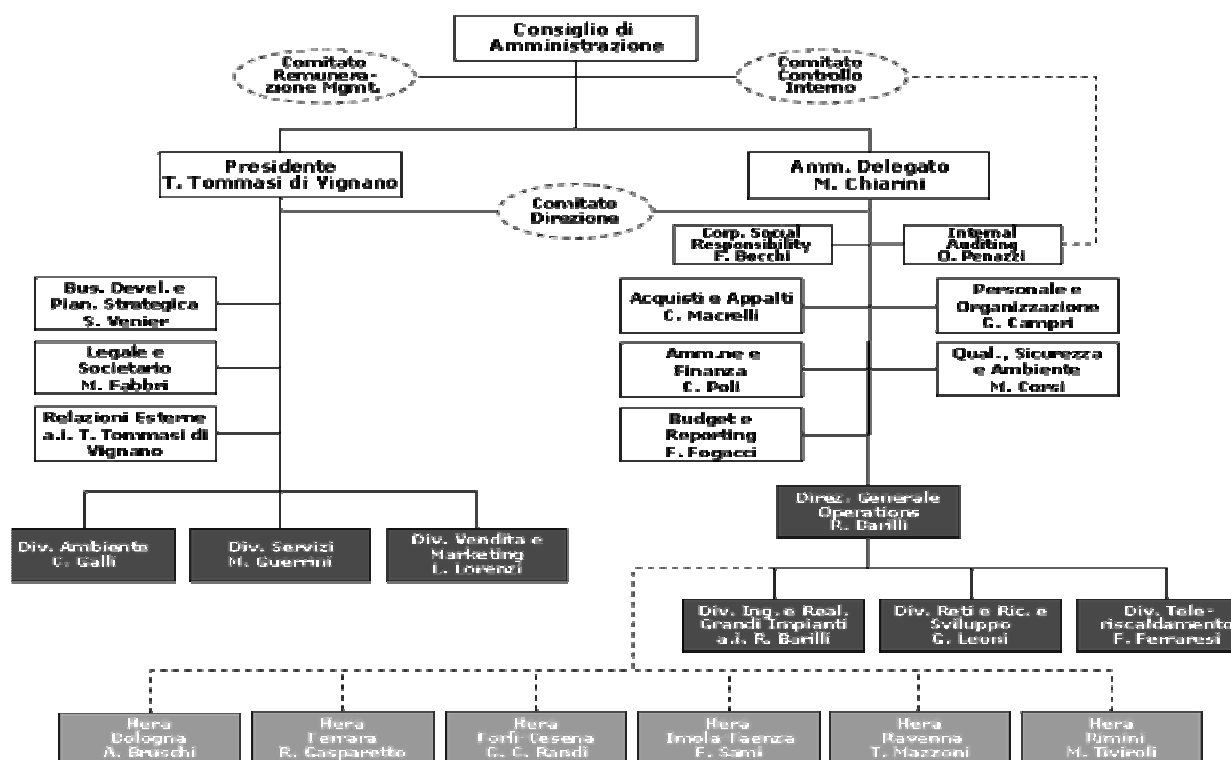 Consiglio di
Amministrazione
Comitato
Remunera-
zione Mgmt.
Comitato
Controllo
Interno
Presidente
T. Tommasi di Vignano
Amm. Delegato
M. Chiarini
Comitato
Direzione
Corp. Social
Responsibility
F. Bocchi
Internal
Auditing
O. Penazzi
Bus. Devel. e
Plan. Strategica
S. Venier
Acquisti e Appalti
C. Macrelli
Personale e
Organizzazione
G. Campri
Legale e
Societario
M. Fabbri
Amm.ne e
Finanza
C. Poli
Qual., Sicurezza
e Ambiente
M. Corsi
Relazioni Esterne
a.i. T. Tommasi di
Vignano
Budget e
Reporting
F. Fogacci
Direz. Generale
Operations
R. Barilli
Div. Ambiente
C. Galli
Div. Servizi
M. Guerrini
Div. Vendita e
Marketing
L. Lorenzi
Div. Ing. e Real.
Grandi Impianti
a.i. R. Barilli
Div. Reti e Ric. e
Sviluppo
G. Leoni
Div. Tele-
riscaldamento
F. Ferraresi
Hera
Bologna
A. Bruschi
Hera
Ferrara
R. Gasparetto
Hera
Forlì-Cesena
G. C. Randi
Hera
Imola-Faenza
F. Sami
Hera
Ravenna
T. Mazzoni
Hera
Rimini
M.